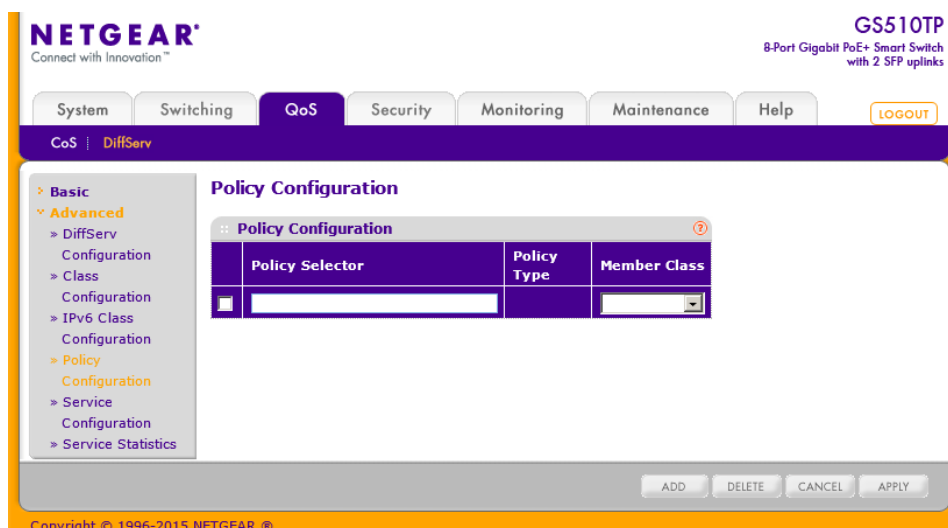 NETGEAR®
Connect with Innovation™
GS510TP
8-Port Gigabit PoE+ Smart Switch
with 2 SFP uplinks
System
Switching
QoS
Security
Monitoring
Maintenance
Help
LOGOUT
CoS | DiffServ
Basic
Advanced
» DiffServ
Configuration
» Class
Configuration
» IPv6 Class
Configuration
» Policy
Configuration
» Service
Configuration
» Service Statistics
Policy Configuration
Policy Configuration
?
Policy Selector
Policy
Type
Member Class
ADD
DELETE
CANCEL
APPLY
Copyright © 1996-2015 NETGEAR ®